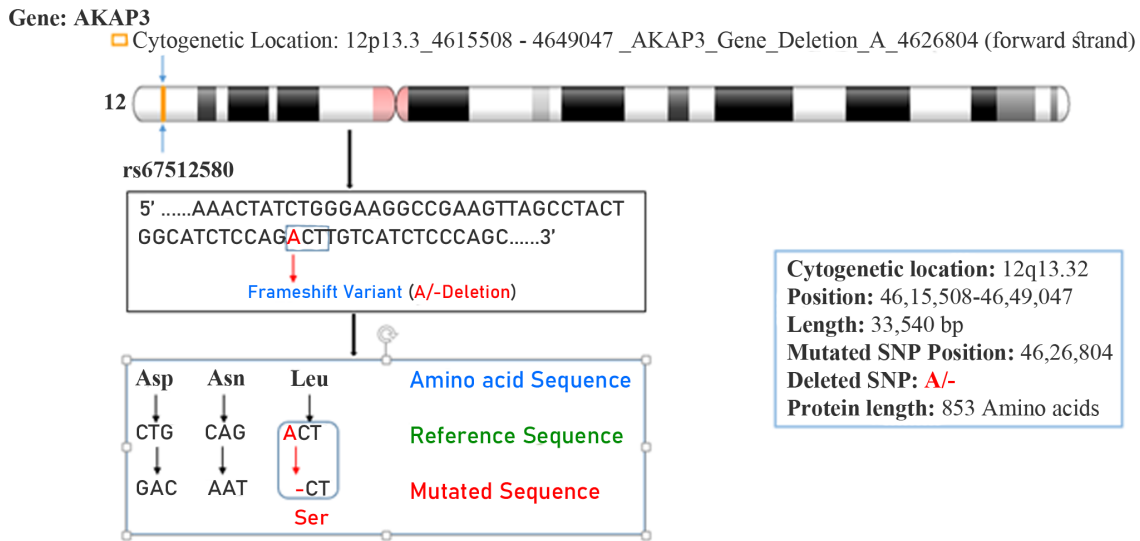 Gene: AKAP3
Cytogenetic Location: 12p13.3_4615508 - 4649047 _AKAP3_Gene_Deletion_A_4626804 (forward strand)
12
rs67512580
5' ......AAACTATCTGGGAAGGCCGAAGTTAGCCTACT
GGCATCTCCAGACTTGTCATCTCCCAGC......3'
Frameshift Variant (A/-Deletion)
Cytogenetic location: 12q13.32
Position: 46,15,508-46,49,047
Length: 33,540 bp
Mutated SNP Position: 46,26,804
Deleted SNP: A/-
Protein length: 853 Amino acids
Asp Asn Leu Amino acid Sequence
CTG CAG ACT Reference Sequence
GAC AAT -CT Mutated Sequence
Ser